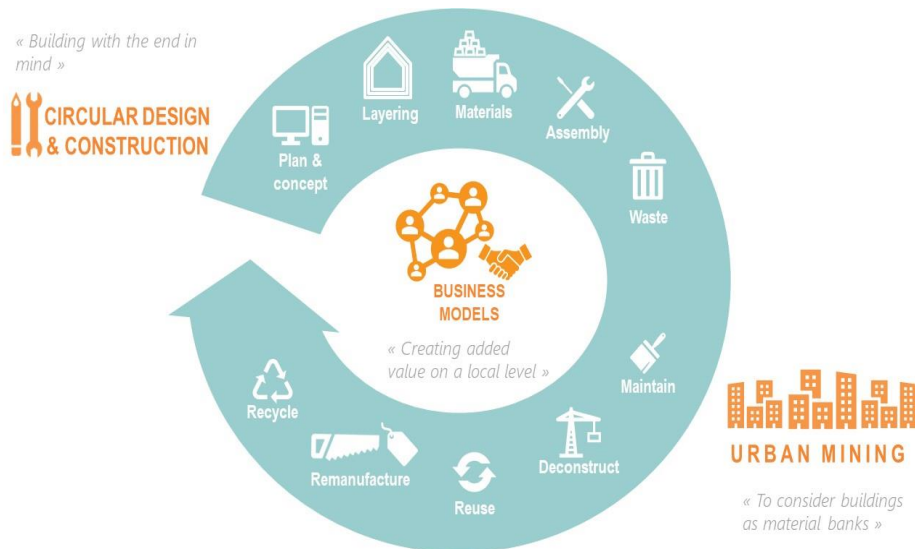 « Building with the end in
mind »
CIRCULAR DESIGN
& CONSTRUCTION
Plan &
concept
Layering
Materials
Assembly
Waste
Maintain
Deconstruct
Reuse
Remanufacture
Recycle
BUSINESS
MODELS
« Creating added
value on a local level »
URBAN MINING
« To consider buildings
as material banks »